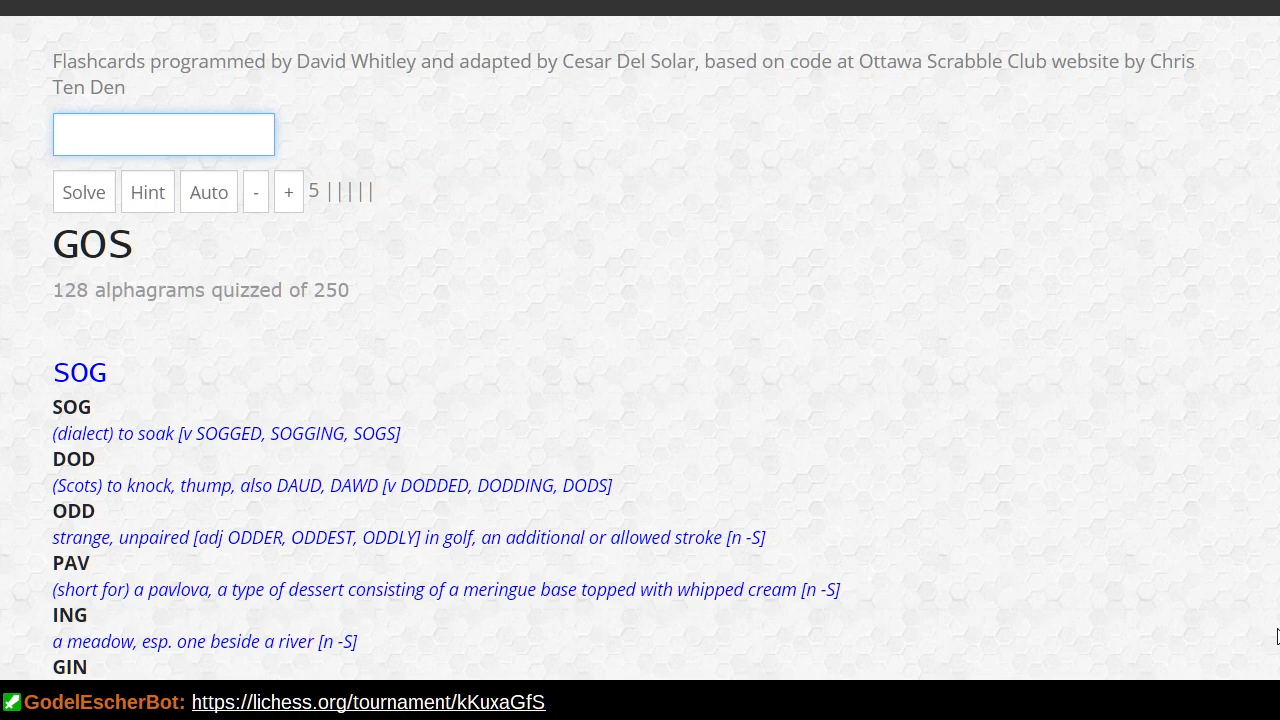 Flashcards programmed by David Whitley and adapted by Cesar Del Solar, based on code at Ottawa Scrabble Club website by Chris
Ten Den
Solve Hint Auto - + 5 |||||
GOS
128 alphagrams quizzed of 250
SOG
SOG
(dialect) to soak [v SOGGED, SOGGING, SOGS]
DOD
(Scots) to knock, thump, also DAUD, DAWD [v DODDED, DODDING, DODS]
ODD
strange, unpaired [adj ODDER, ODDEST, ODDLY] in golf, an additional or allowed stroke [n -S]
PAV
(short for) a pavlova, a type of dessert consisting of a meringue base topped with whipped cream [n -S]
ING
a meadow, esp. one beside a river [n -S]
GIN
GodelEscherBot: https://lichess.org/tournament/kKuxaGfS